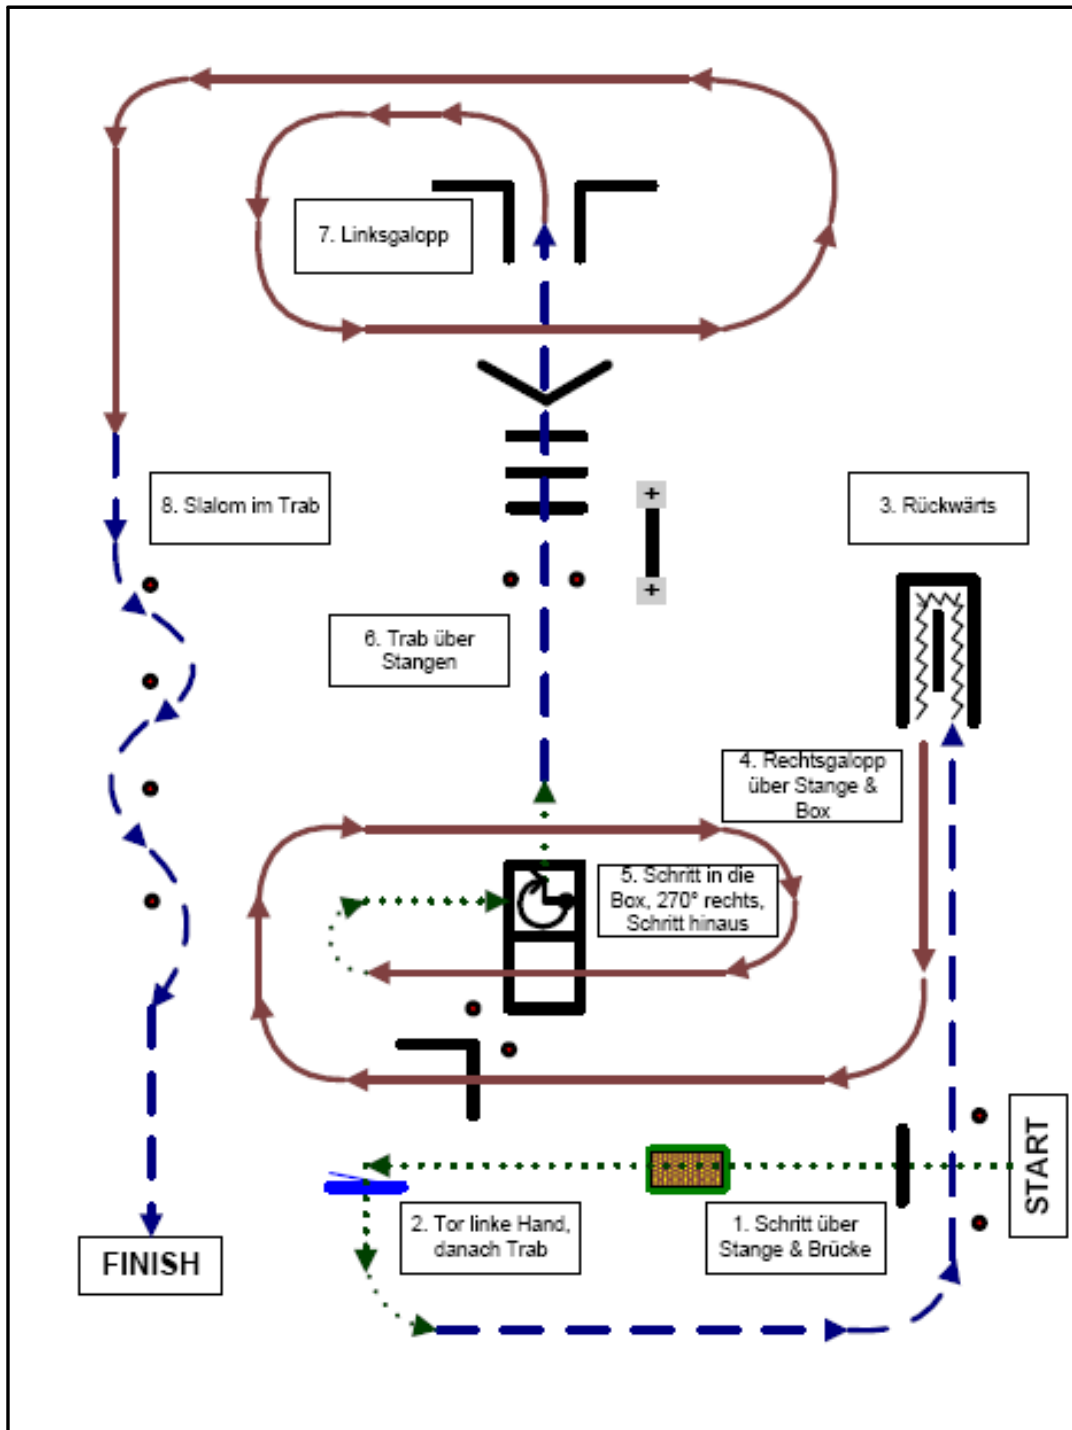 7. Linksgalopp
8. Slalom im Trab
3. Rückwärts
6. Trab über
Stangen
4. Rechtsgalopp
über Stange &
Box
5. Schritt in die
Box, 270° rechts,
Schritt hinaus
START
2. Tor linke Hand,
danach Trab
1. Schritt über
Stange & Brücke
FINISH